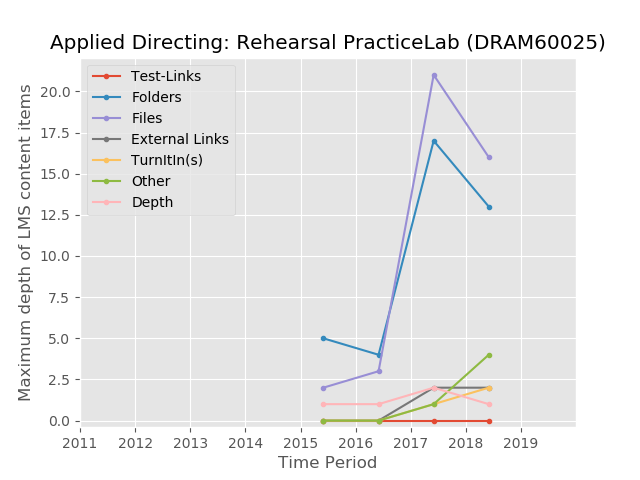 Applied Directing: Rehearsal PracticeLab (DRAM60025)
Test-Links
Folders
Files
External Links
TurnItIn(s)
Other
Depth
Maximum depth of LMS content items
20.0
17.5
15.0
12.5
10.0
7.5
5.0
2.5
0.0
2011 2012 2013 2014 2015 2016 2017 2018 2019
Time Period